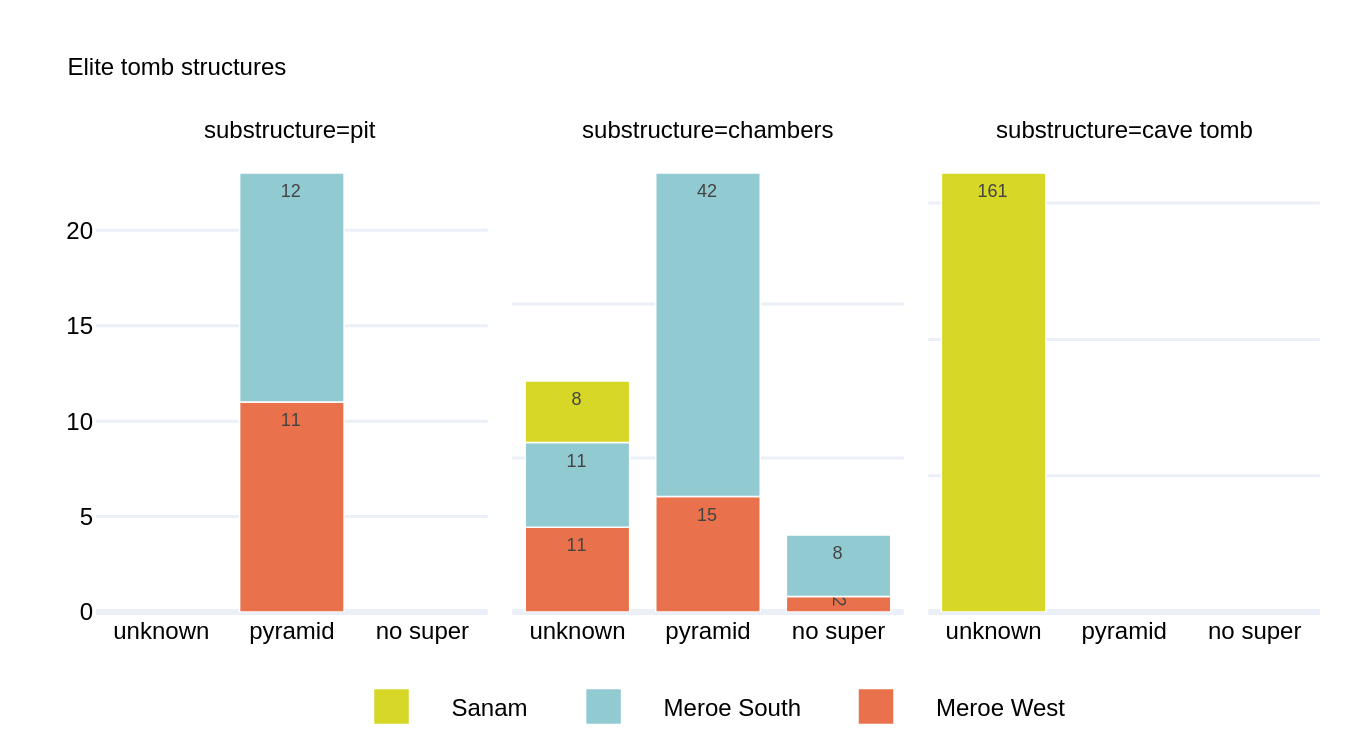 Elite tomb structures
substructure=pit substructure=chambers substructure=cave tomb
12 42 161
20
15
8
10 11
11
5 15
11
8
2
0
unknown pyramid no super unknown pyramid no super unknown pyramid no super
Sanam Meroe South Meroe West